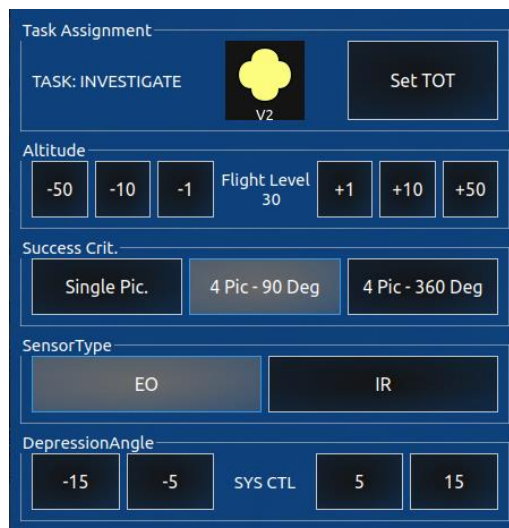 Task Assignment
TASK: INVESTIGATE
V2
Set TOT
Altitude
-50 -10 -1 Flight Level 30 +1 +10 +50
Success Crit.
Single Pic. 4 Pic - 90 Deg 4 Pic - 360 Deg
SensorType
EO IR
DepressionAngle
-15 -5 SYS CTL 5 15